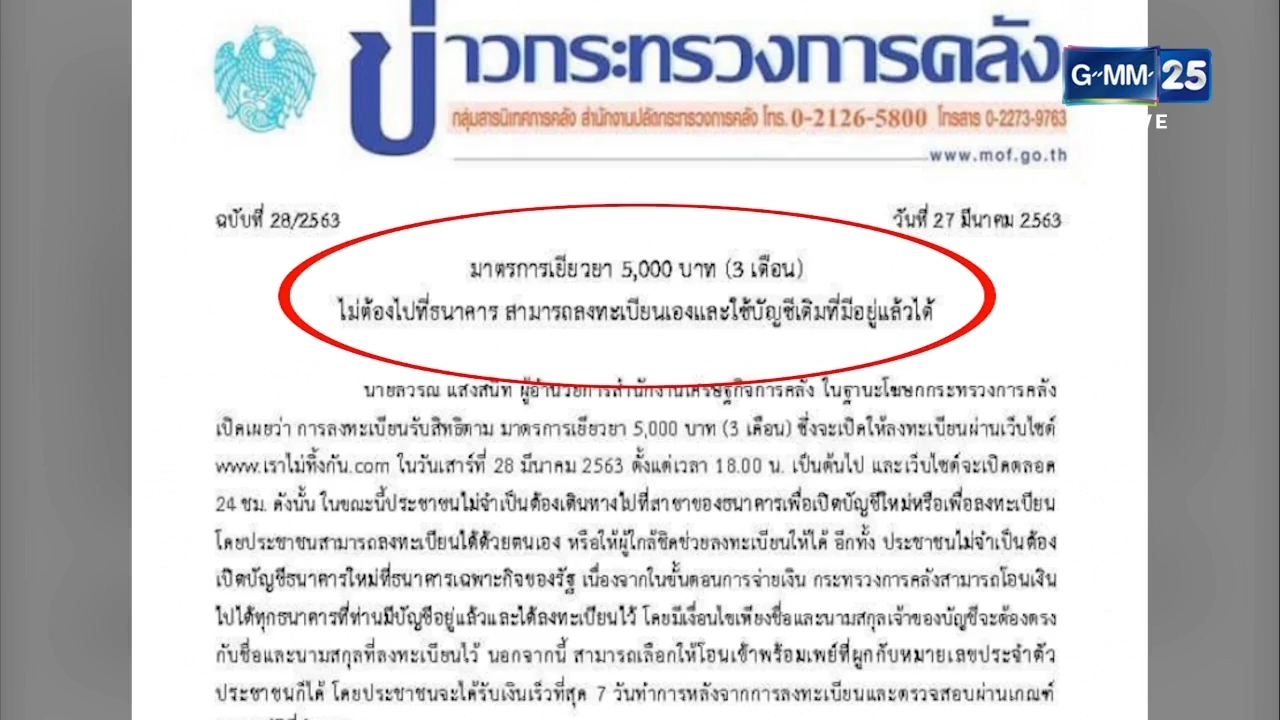 ข่าวกระทรวงการคลัง
G-MM 25
กลุ่มสารนิเทศการคลัง สำนักงานปลัดกระทรวงการคลัง โทร. 0-2126-5800 โทรสาร 0-2273-9763
www.mof.go.th
ฉบับที่ 28/2563 วันที่ 27 มีนาคม 2563
มาตรการเยียวยา 5,000 บาท (3 เดือน)
ไม่ต้องไปที่ธนาคาร สามารถลงทะเบียนเองและใช้บัญชีเดิมที่มีอยู่แล้วได้
นายลวรณ แสงสนิท ผู้อำนวยการสำนักงานเศรษฐกิจการคลัง ในฐานะโฆษกกระทรวงการคลัง
เปิดเผยว่า การลงทะเบียนรับสิทธิตาม มาตรการเยียวยา 5,000 บาท (3 เดือน) ซึ่งจะเปิดให้ลงทะเบียนผ่านเว็บไซต์
www.เราไม่ทิ้งกัน.com ในวันเสาร์ที่ 28 มีนาคม 2563 ตั้งแต่เวลา 18.00 น. เป็นต้นไป และเว็บไซต์จะเปิดตลอด
24 ชม. ดังนั้น ในขณะนี้ประชาชนไม่จำเป็นต้องเดินทางไปที่สาขาของธนาคารเพื่อเปิดบัญชีใหม่หรือเพื่อลงทะเบียน
โดยประชาชนสามารถลงทะเบียนได้ด้วยตนเอง หรือให้ผู้ใกล้ชิดช่วยลงทะเบียนให้ได้ อีกทั้ง ประชาชนไม่จำเป็นต้อง
เปิดบัญชีธนาคารใหม่ที่ธนาคารเฉพาะกิจของรัฐ เนื่องจากในขั้นตอนการจ่ายเงิน กระทรวงการคลังสามารถโอนเงิน
ไปได้ทุกธนาคารที่ท่านมีบัญชีอยู่แล้วและได้ลงทะเบียนไว้ โดยมีเงื่อนไขเพียงชื่อและนามสกุลเจ้าของบัญชีจะต้องตรง
กับชื่อและนามสกุลที่ลงทะเบียนไว้ นอกจากนี้ สามารถเลือกให้โอนเข้าพร้อมเพย์ที่ผูกกับหมายเลขประจำตัว
ประชาชนก็ได้ โดยประชาชนจะได้รับเงินเร็วที่สุด 7 วันทำการหลังจากการลงทะเบียนและตรวจสอบผ่านเกณฑ์